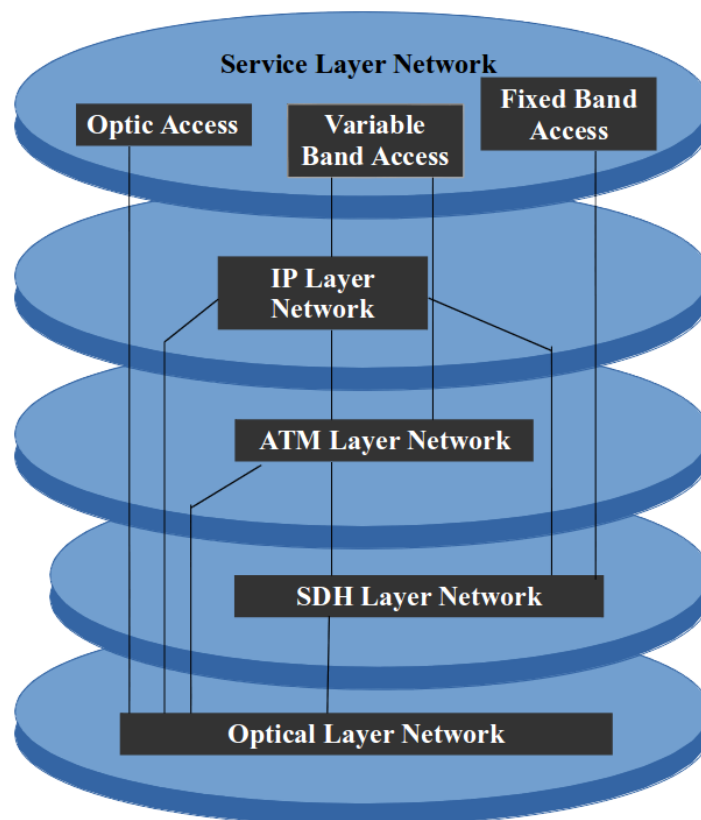 Service Layer Network
Optic Access
Variable
Band Access
Fixed Band
Access
IP Layer
Network
ATM Layer Network
SDH Layer Network
Optical Layer Network